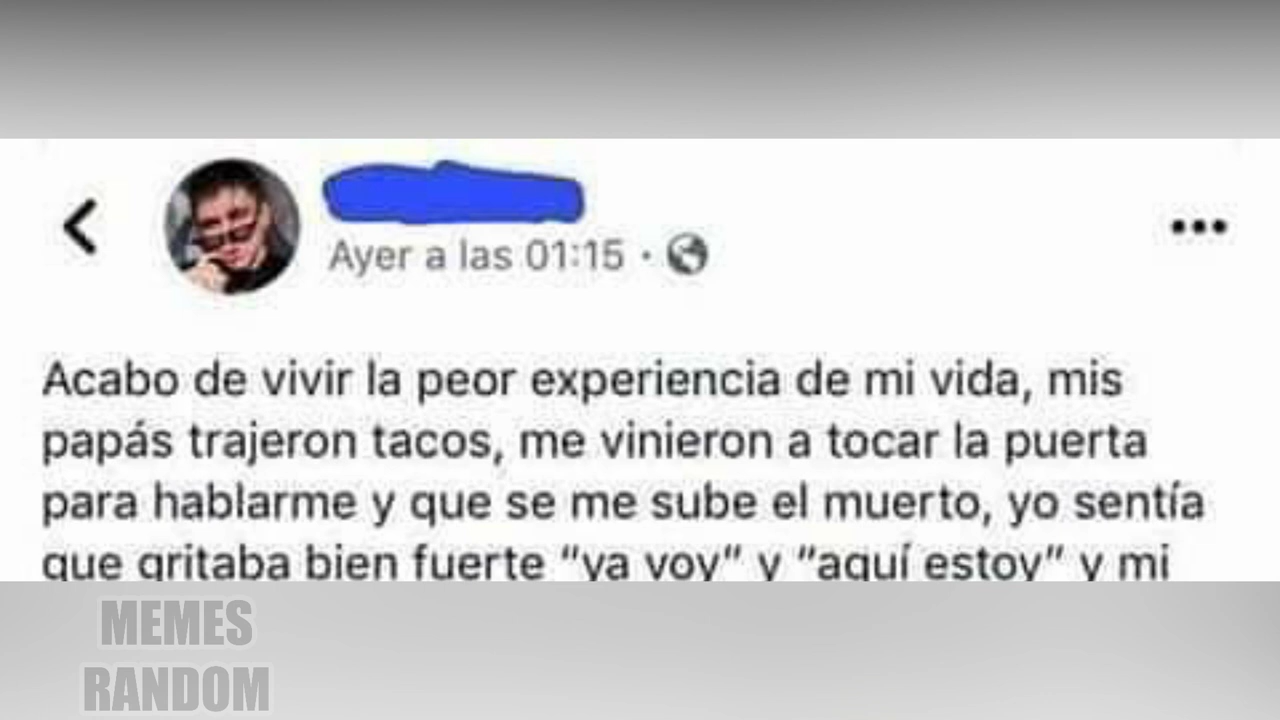 Ayer a las 01:15 ·
Acabo de vivir la peor experiencia de mi vida, mis
papás trajeron tacos, me vinieron a tocar la puerta
para hablarme y que se me sube el muerto, yo sentía
que gritaba bien fuerte "ya voy" y "aquí estoy" y mi
MEMES
RANDOM